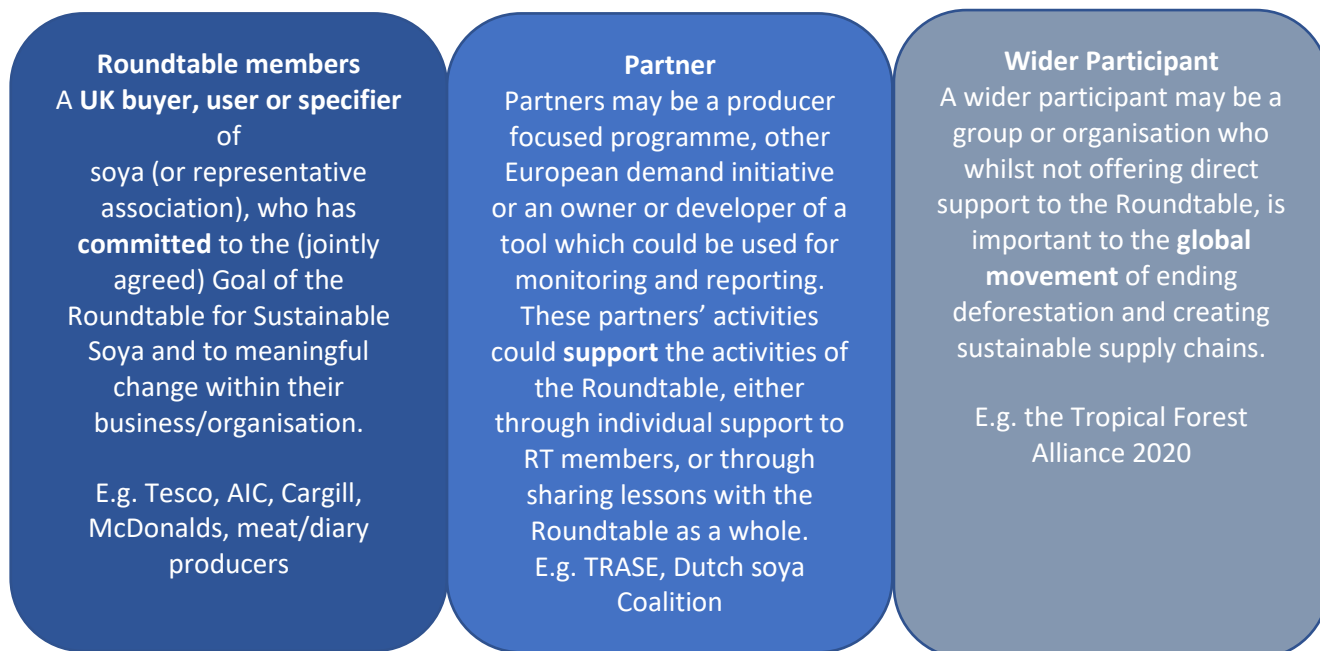 Roundtable members
A UK buyer, user or specifier
of
soya (or representative
association), who has
committed to the (jointly
agreed) Goal of the
Roundtable for Sustainable
Soya and to meaningful
change within their
business/organisation.
E.g. Tesco, AIC, Cargill,
McDonalds, meat/diary
producers
Partner
Partners may be a producer
focused programme, other
European demand initiative
or an owner or developer of a
tool which could be used for
monitoring and reporting.
These partners’ activities
could support the activities of
the Roundtable, either
through individual support to
RT members, or through
sharing lessons with the
Roundtable as a whole.
E.g. TRASE, Dutch soya
Coalition
Wider Participant
A wider participant may be a
group or organisation who
whilst not offering direct
support to the Roundtable, is
important to the global
movement of ending
deforestation and creating
sustainable supply chains.
E.g. the Tropical Forest
Alliance 2020